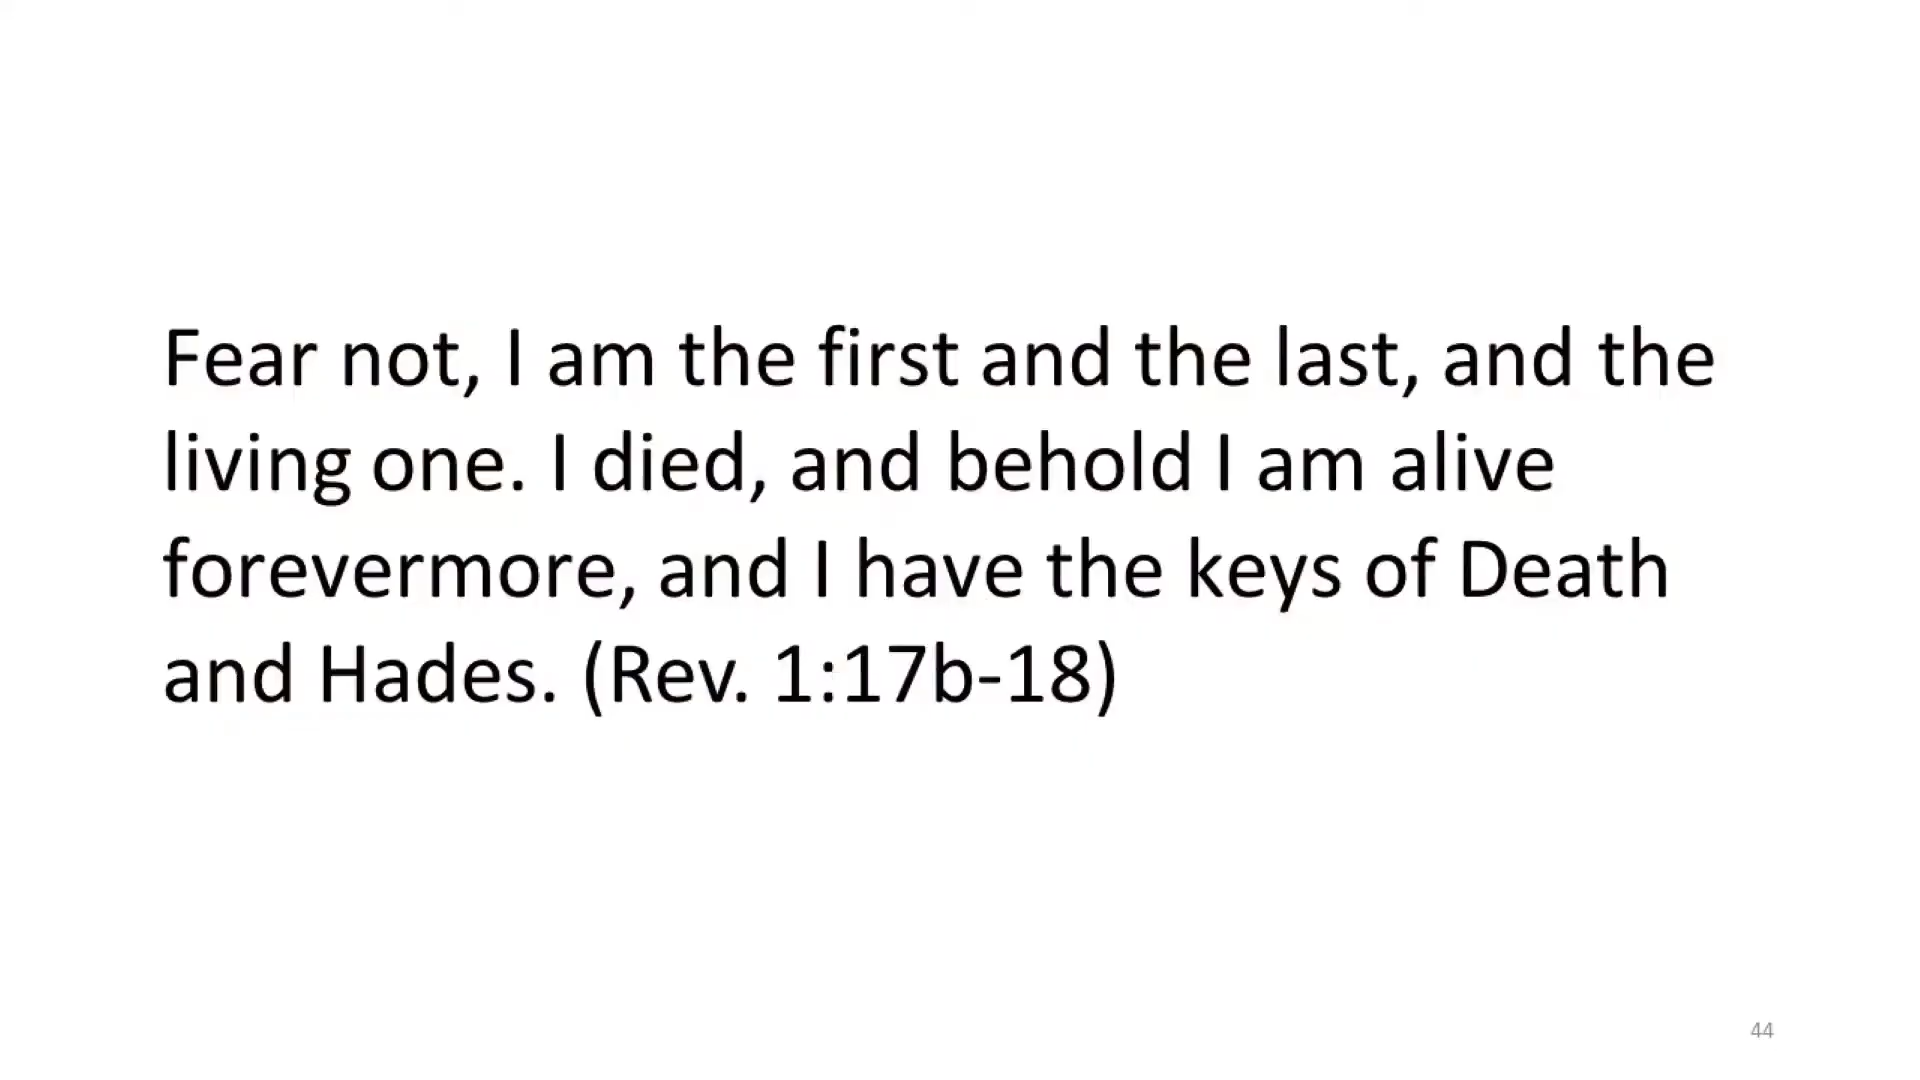 Fear not, I am the first and the last, and the
living one. I died, and behold I am alive
forevermore, and I have the keys of Death
and Hades. (Rev. 1:17b-18)
44